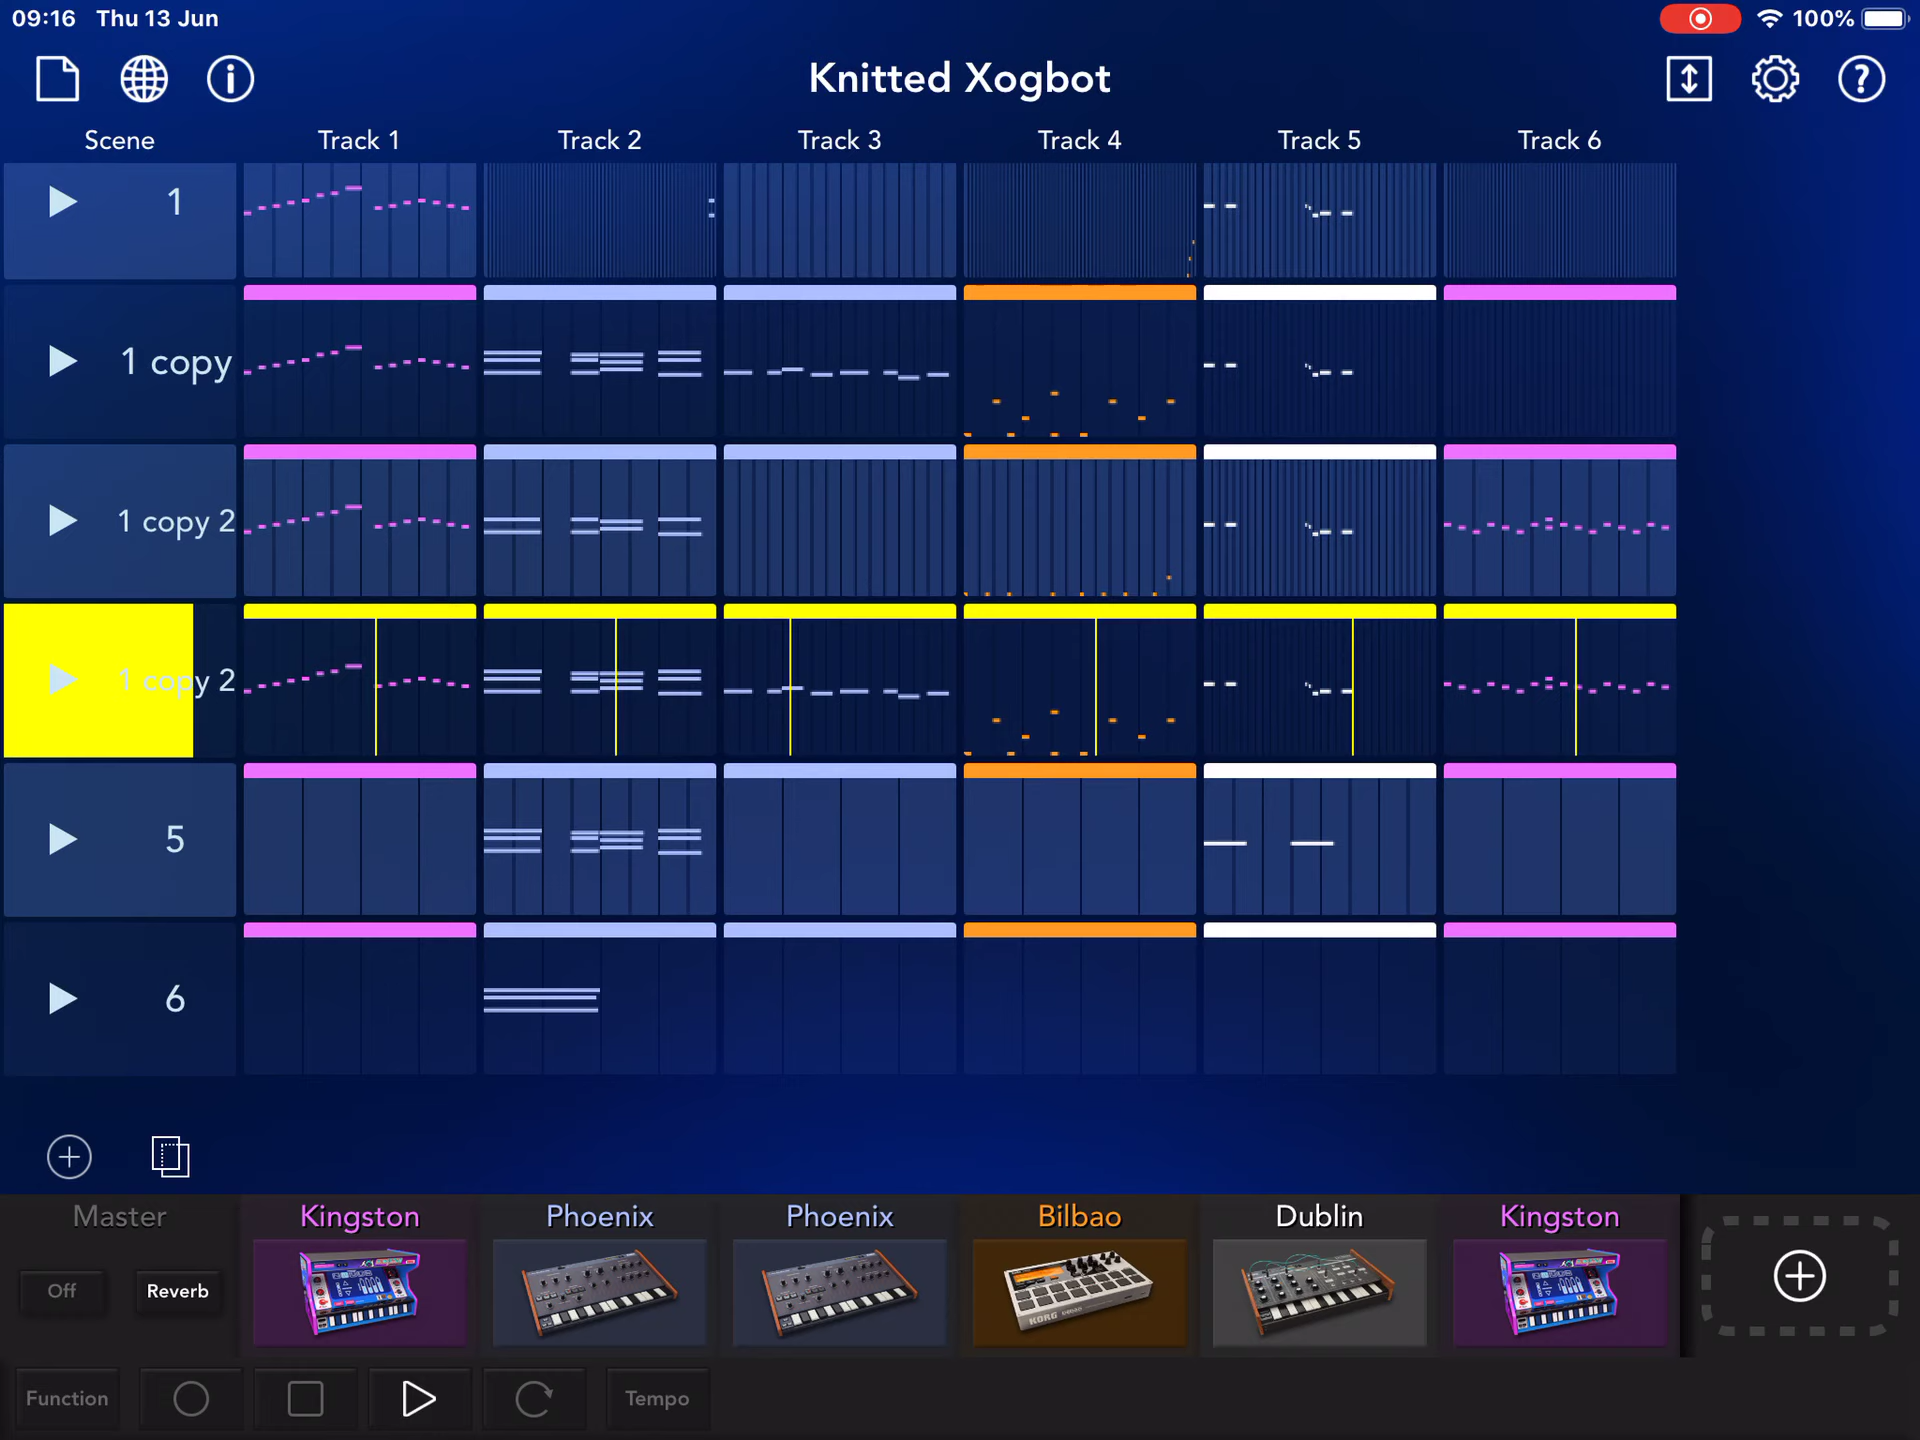 09:16 Thu 13 Jun
100%
Knitted Xogbot
Scene Track 1 Track 2 Track 3 Track 4 Track 5 Track 6
1
1 copy
1 copy 2
1 copy 2
5
6
Master Kingston Phoenix Phoenix Bilbao Dublin Kingston
Off Reverb
KORG
Function Tempo